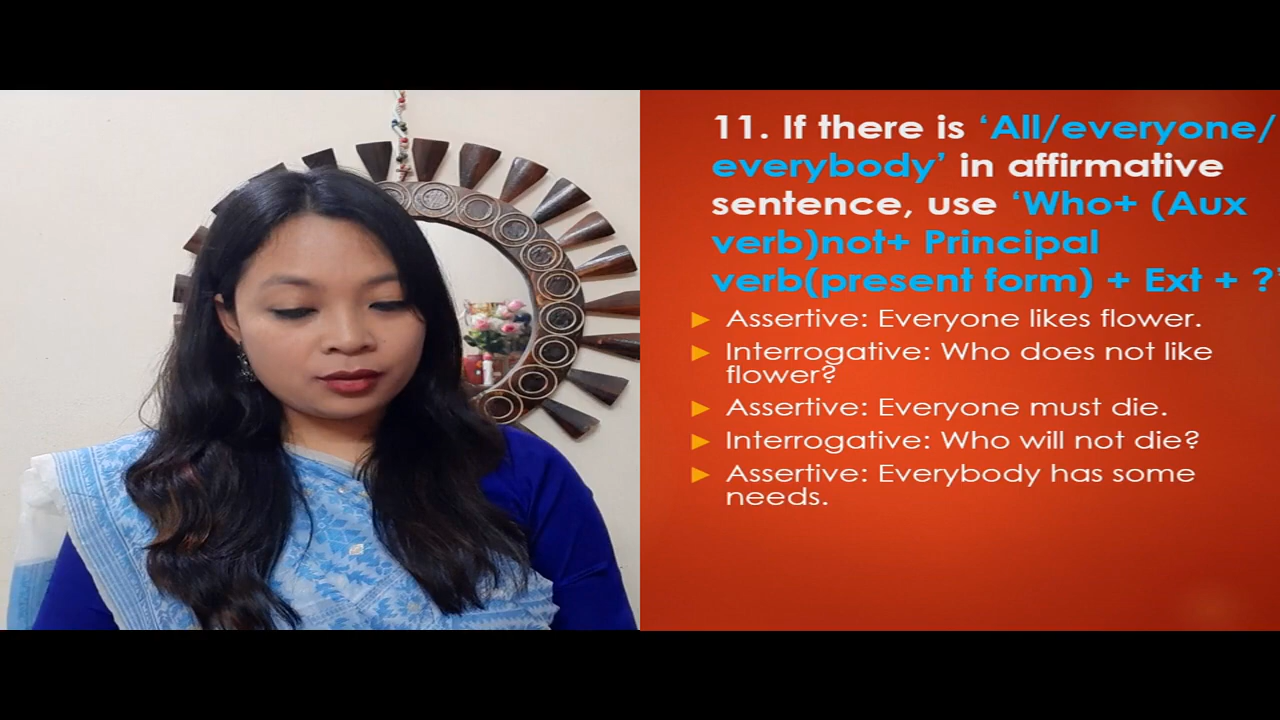 11. If there is ‘All/everyone/
everybody’ in affirmative
sentence, use ‘Who+ (Aux
verb)not+ Principal
verb(present form) + Ext + ?’
Assertive: Everyone likes flower.
Interrogative: Who does not like
flower?
Assertive: Everyone must die.
Interrogative: Who will not die?
Assertive: Everybody has some
needs.